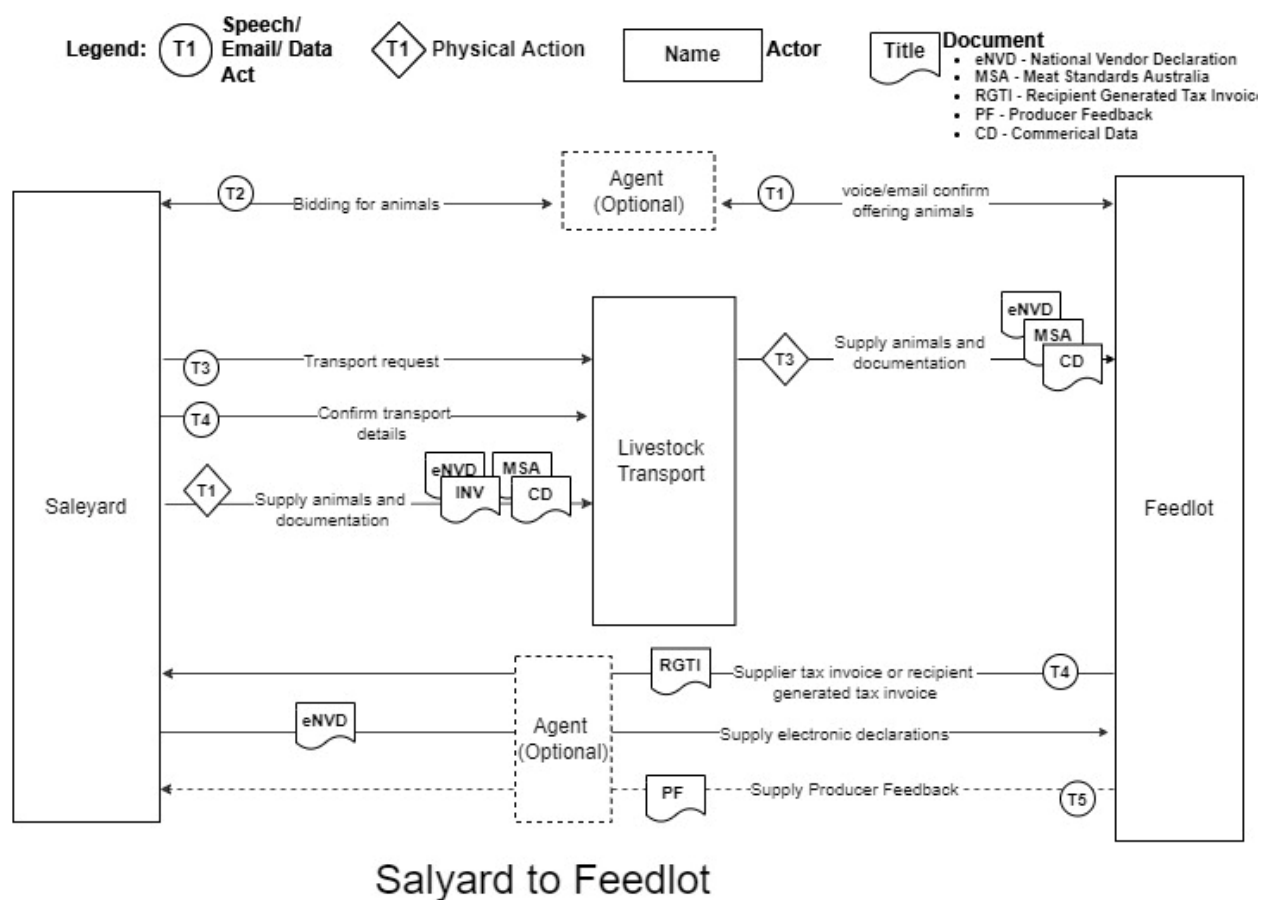 Legend:
T1
Speech/
Email/ Data
Act
T1
Physical Action
Name
Actor
Title
Document
• eNVD - National Vendor Declaration
• MSA - Meat Standards Australia
• RGTI - Recipient Generated Tax Invoice
• PF - Producer Feedback
• CD - Commerical Data
T2
Bidding for animals
Agent
(Optional)
T1
voice/email confirm
offering animals
Saleyard
T3
Transport request
T4
Confirm transport
details
T1
Supply animals and
documentation
eNVD
MSA
INV
CD
Livestock
Transport
T3
Supply animals and
documentation
eNVD
MSA
CD
Feedlot
RGTI
Supplier tax invoice or recipient
generated tax invoice
T4
eNVD
Agent
(Optional)
Supply electronic declarations
PF
Supply Producer Feedback
T5
Salyard to Feedlot